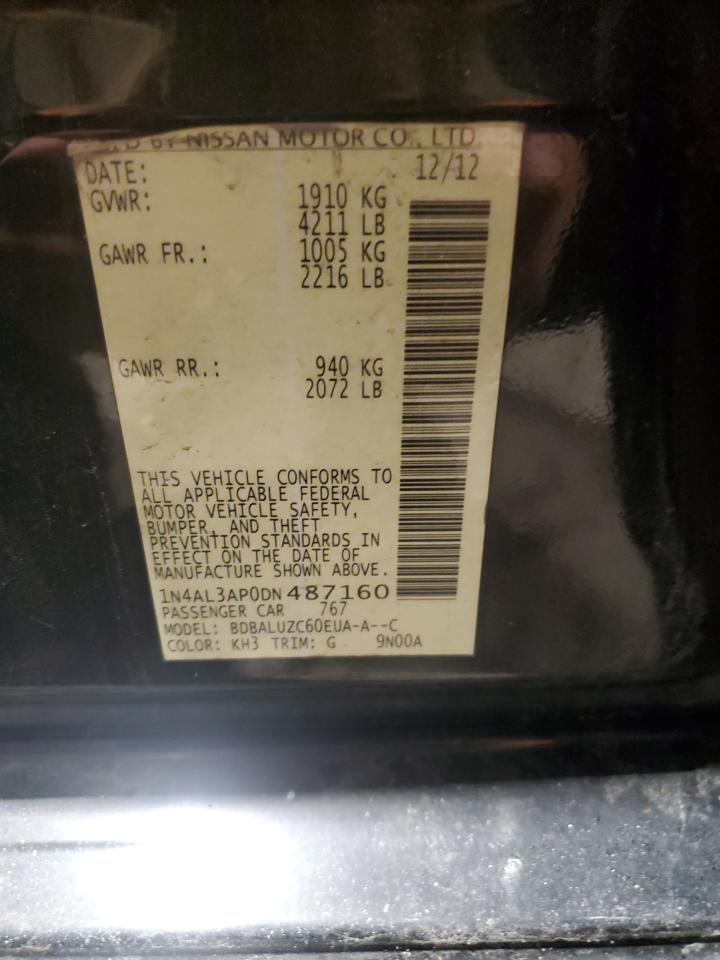 BY NISSAN MOTOR CO., LTD.
DATE: 12/12
GVWR: 1910 KG
4211 LB
GAWR FR.: 1005 KG
2216 LB
GAWR RR.: 940 KG
2072 LB
THIS VEHICLE CONFORMS TO
ALL APPLICABLE FEDERAL
MOTOR VEHICLE SAFETY,
BUMPER, AND THEFT
PREVENTION STANDARDS IN
EFFECT ON THE DATE OF
MANUFACTURE SHOWN ABOVE.
1N4AL3AP0DN487160
PASSENGER CAR 767
MODEL: BDBALUZC60EUA-A--C
COLOR: KH3 TRIM: G 9N00A